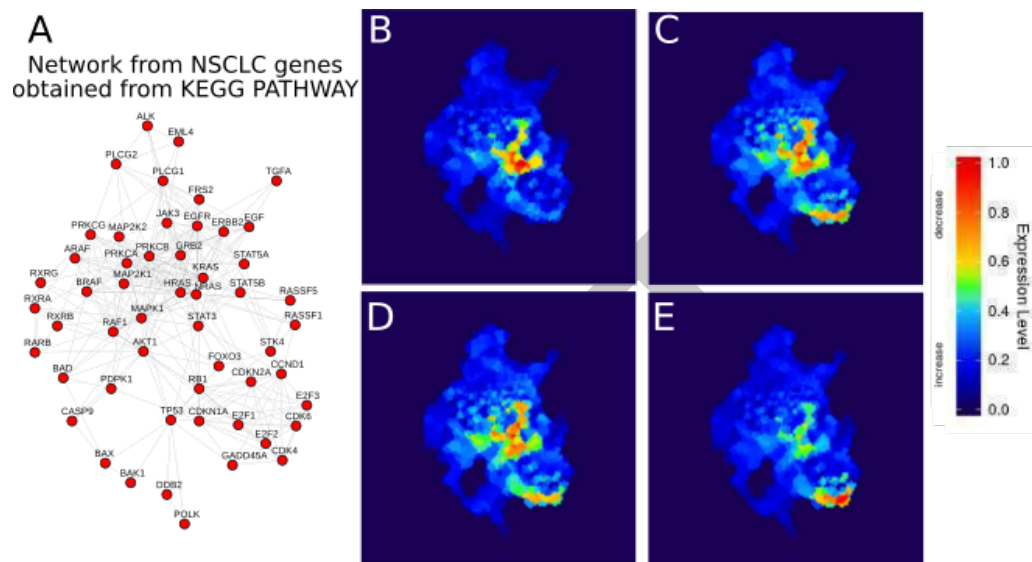 A
Network from NSCLC genes
obtained from KEGG PATHWAY
ALK
EML4
PLCG2
PLCG1
TGFA
FRS2
JAK3
EGFR
ERBB2
EGF
PRKCG
MAP2K2
ARAF
PRKCA
PRKCB
GRB2
STAT5A
KRAS
RXRG
BRAF
MAP2K1
HRAS
NRAS
STAT5B
RASSF5
RXRA
RXRB
RAF1
MAPK1
STAT3
RASSF1
RARB
AKT1
FOXO3
STK4
BAD
PDPK1
RB1
CDKN2A
CCND1
CASP9
TP53
CDKN1A
E2F1
E2F3
CDK6
E2F2
BAX
GADD45A
CDK4
BAK1
DDB2
POLK
B
C
D
E
decrease
increase
1.0
0.8
0.6
0.4
0.2
0.0
Expression Level